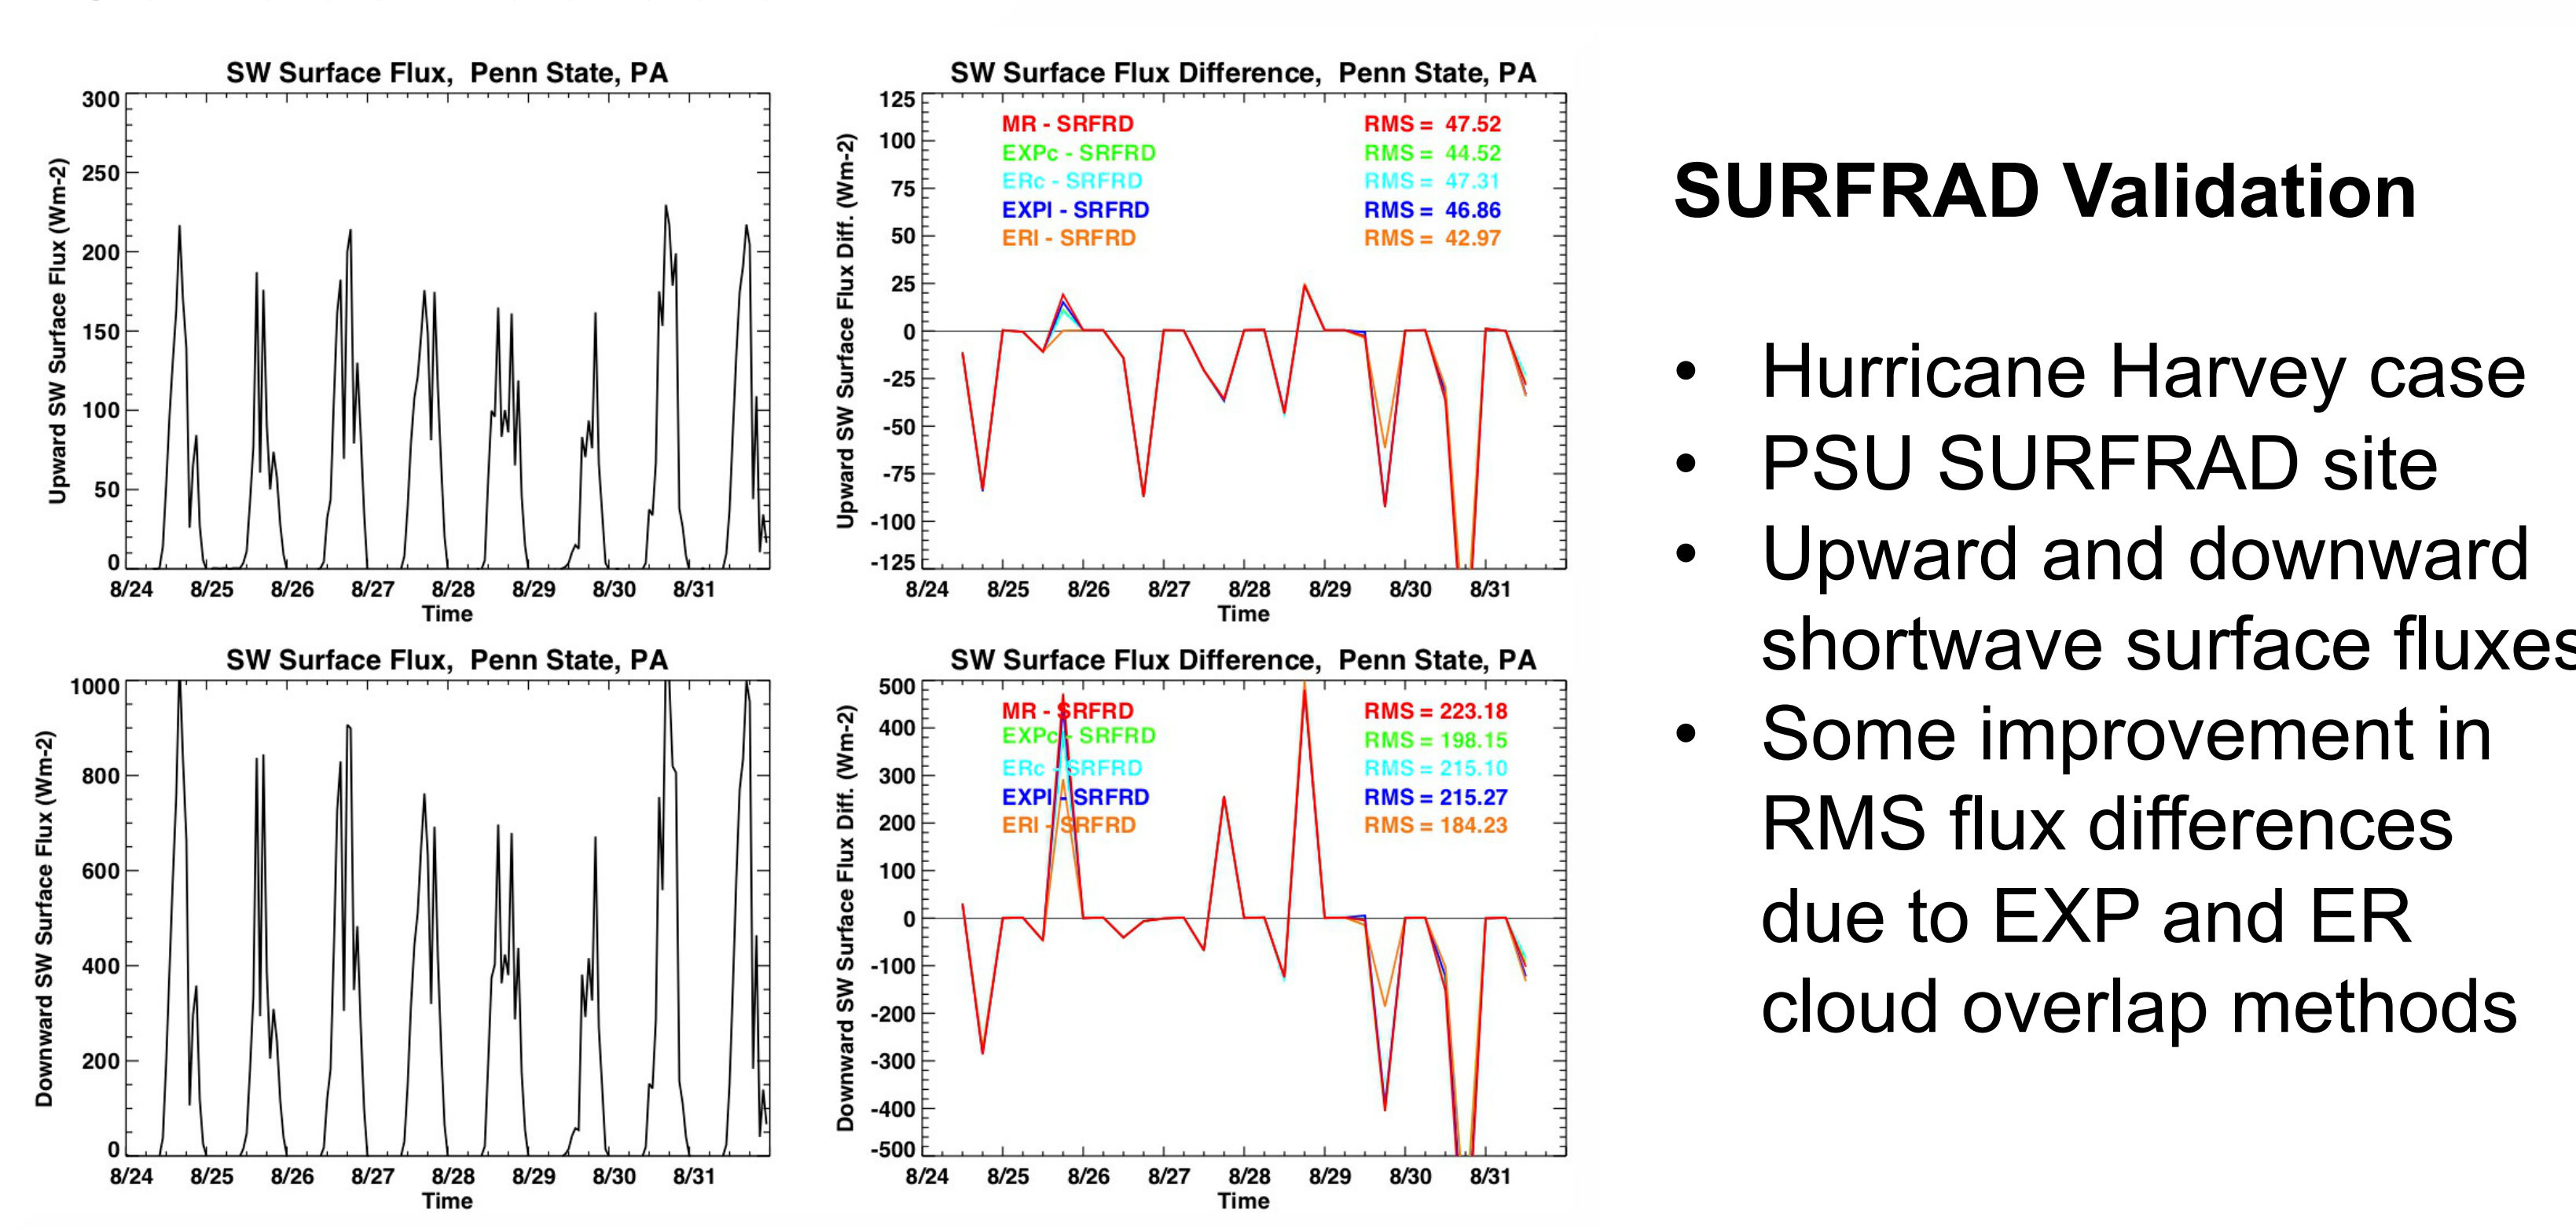 SW Surface Flux, Penn State, PA
Upward SW Surface Flux (Wm-2)
300
250
200
150
100
50
0
8/24 8/25 8/26 8/27 8/28 8/29 8/30 8/31
Time
SW Surface Flux Difference, Penn State, PA
Upward SW Surface Flux Diff. (Wm-2)
125
100
75
50
25
0
-25
-50
-75
-100
-125
MR - SRFRD RMS = 47.52
EXPc - SRFRD RMS = 44.52
ERc - SRFRD RMS = 47.31
EXPI - SRFRD RMS = 46.86
ERI - SRFRD RMS = 42.97
8/24 8/25 8/26 8/27 8/28 8/29 8/30 8/31
Time
SW Surface Flux, Penn State, PA
Downward SW Surface Flux (Wm-2)
1000
800
600
400
200
0
8/24 8/25 8/26 8/27 8/28 8/29 8/30 8/31
Time
SW Surface Flux Difference, Penn State, PA
Downward SW Surface Flux Diff. (Wm-2)
500
400
300
200
100
0
-100
-200
-300
-400
-500
MR - SRFRD RMS = 223.18
EXPc - SRFRD RMS = 198.15
ERc - SRFRD RMS = 215.10
EXPI - SRFRD RMS = 215.27
ERI - SRFRD RMS = 184.23
8/24 8/25 8/26 8/27 8/28 8/29 8/30 8/31
Time
SURFRAD Validation
• Hurricane Harvey case
• PSU SURFRAD site
• Upward and downward
shortwave surface fluxes
• Some improvement in
RMS flux differences
due to EXP and ER
cloud overlap methods